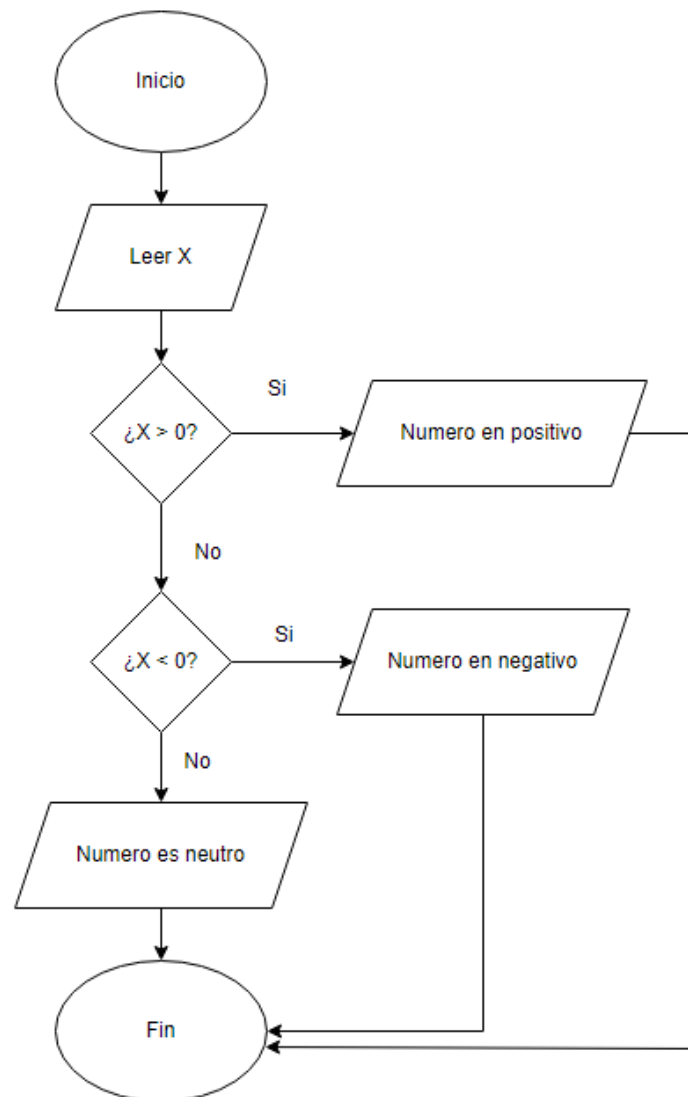 Inicio
Leer X
¿X > 0?
Si
Numero en positivo
No
¿X < 0?
Si
Numero en negativo
No
Numero es neutro
Fin